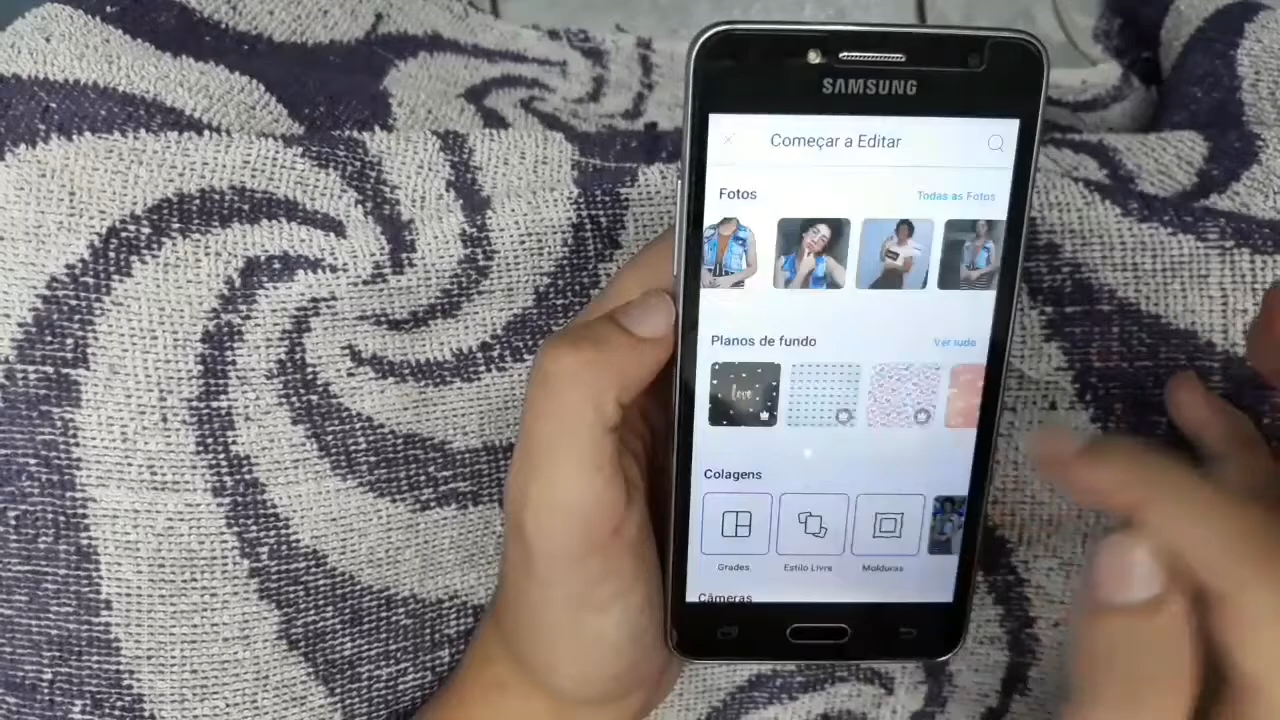 SAMSUNG
Começar a Editar
Fotos
Todas as Fotos
Planos de fundo
Ver tudo
love
Colagens
Grades
Estilo Livre
Molduras
Câmeras